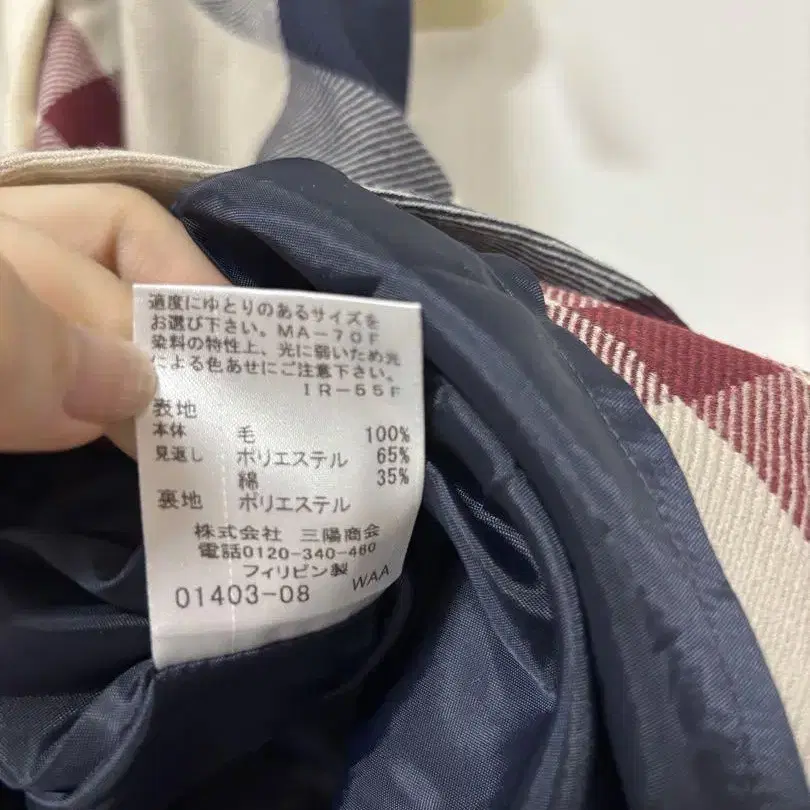 適度にゆとりのあるサイズを
お選び下さい。MA-70F
染料の特性上、光に弱いため光
による色あせにご注意下さい。
IR-55F
表地
本体 毛 100%
見返し ポリエステル 65%
綿 35%
裏地 ポリエステル
株式会社 三陽商会
電話0120-340-460
フィリピン製
01403-08 WAA